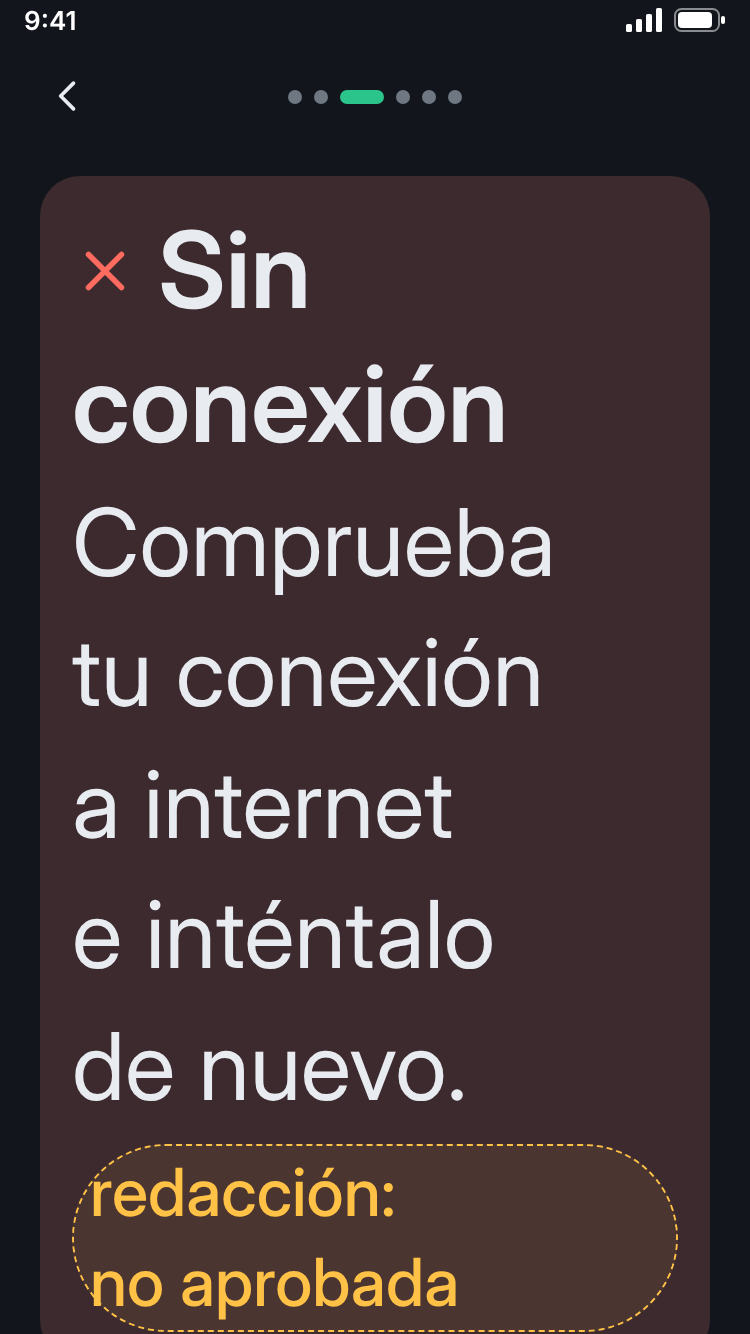 9:41
Sin
conexión
Comprueba
tu conexión
a internet
e inténtalo
de nuevo.
redacción:
no aprobada